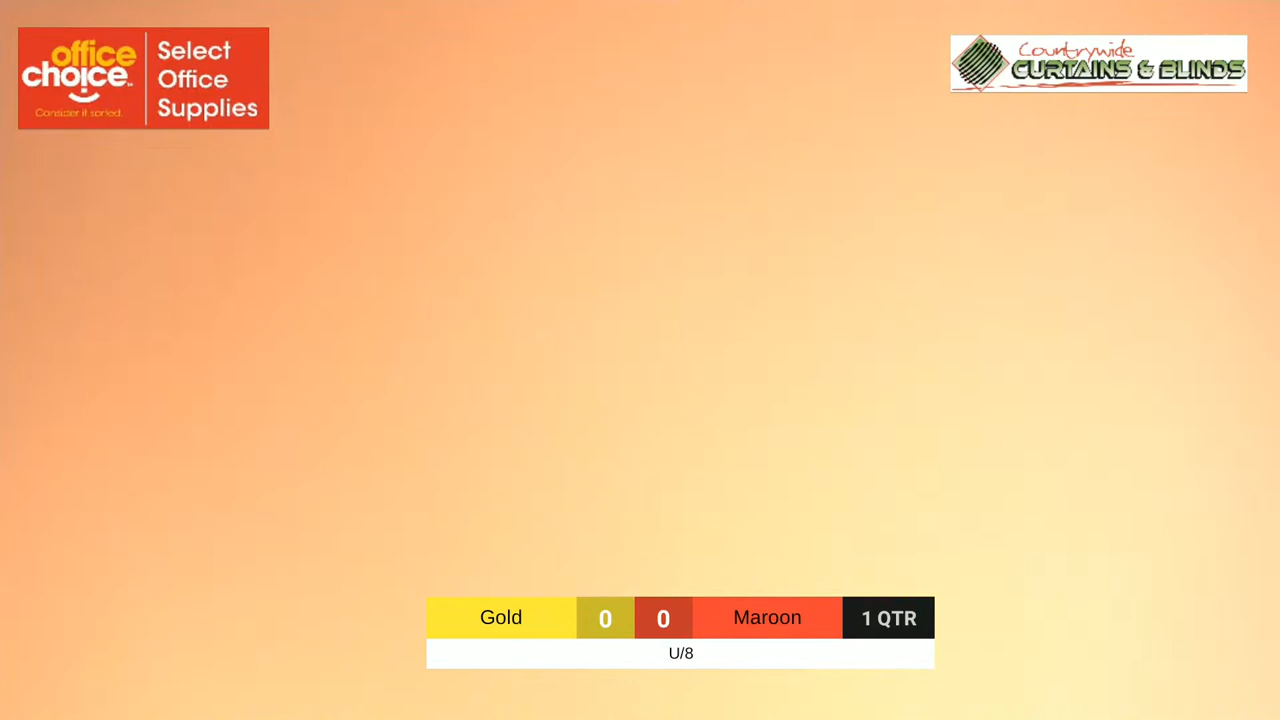 office
choice
Consider it sorted.
Select
Office
Supplies
Countrywide
CURTAINS & BLINDS
Gold 0 0 Maroon 1 QTR
U/8